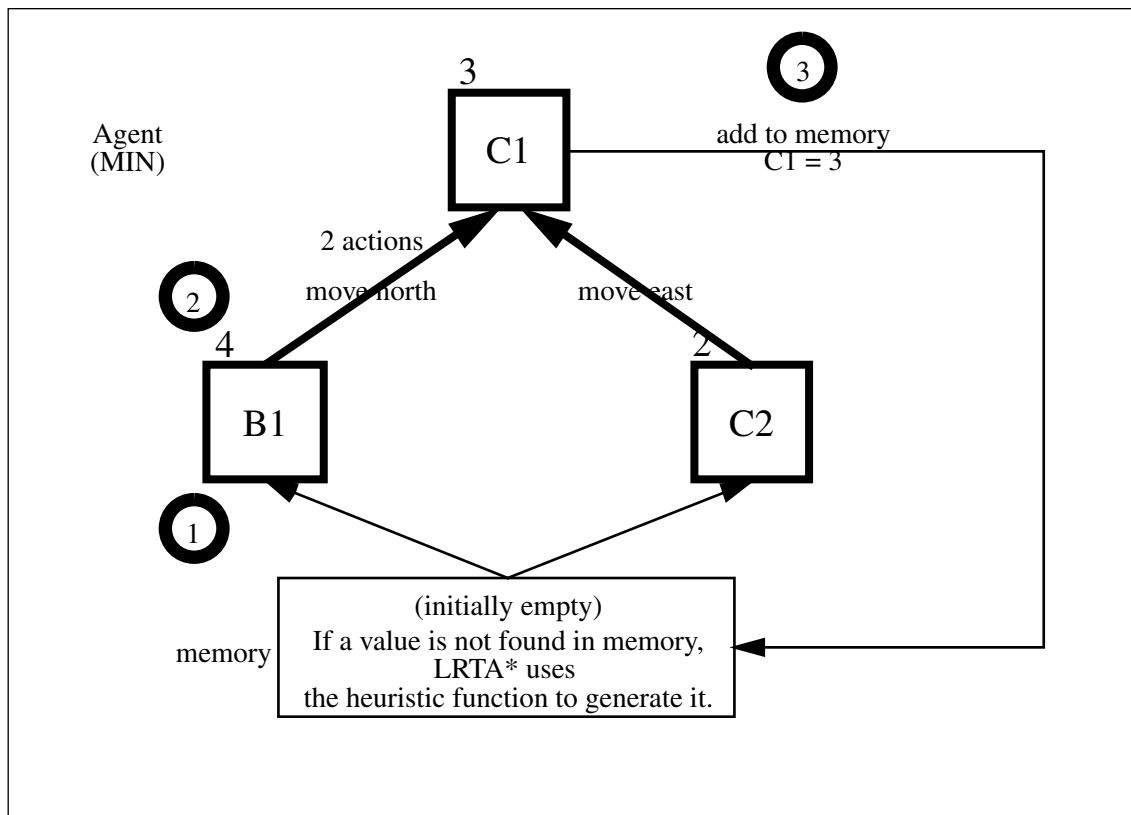 3
3
Agent
(MIN)
C1
add to memory
C1 = 3
2 actions
move north
move east
2
4
2
B1
C2
1
(initially empty)
If a value is not found in memory,
LRTA* uses
the heuristic function to generate it.
memory